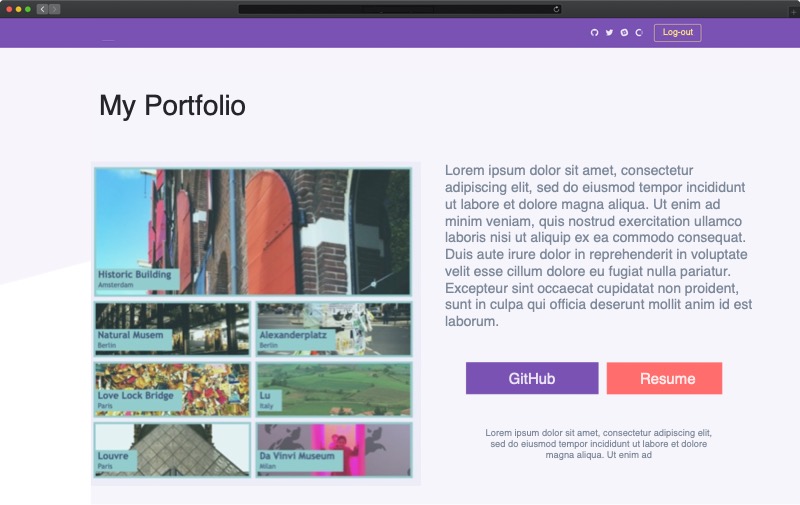 Log-out
My Portfolio
Historic Building
Amsterdam
Natural Musem
Berlin
Alexanderplatz
Berlin
Love Lock Bridge
Paris
Lu
Italy
Louvre
Paris
Da Vinvi Museum
Milan
Lorem ipsum dolor sit amet, consectetur
adipiscing elit, sed do eiusmod tempor incididunt
ut labore et dolore magna aliqua. Ut enim ad
minim veniam, quis nostrud exercitation ullamco
laboris nisi ut aliquip ex ea commodo consequat.
Duis aute irure dolor in reprehenderit in voluptate
velit esse cillum dolore eu fugiat nulla pariatur.
Excepteur sint occaecat cupidatat non proident,
sunt in culpa qui officia deserunt mollit anim id est
laborum.
GitHub
Resume
Lorem ipsum dolor sit amet, consectetur adipiscing elit,
sed do eiusmod tempor incididunt ut labore et dolore
magna aliqua. Ut enim ad